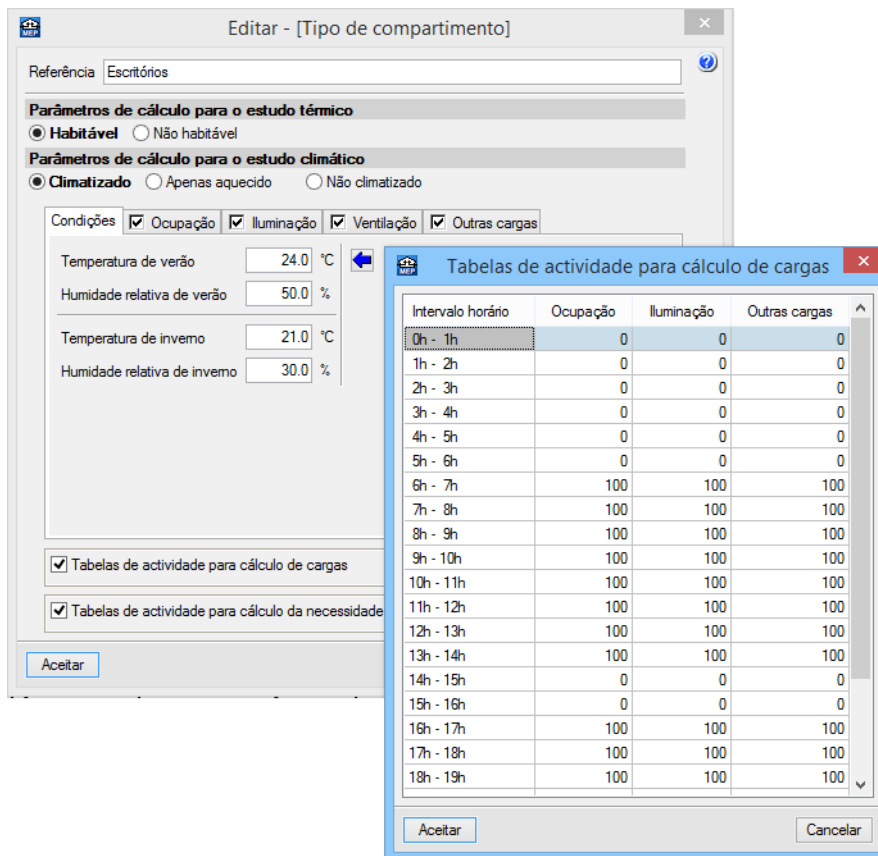 MEP Editar - [Tipo de compartimento] ×
Referência Escritórios ?
Parâmetros de cálculo para o estudo térmico
Habitável Não habitável
Parâmetros de cálculo para o estudo climático
Climatizado Apenas aquecido Não climatizado
Condições Ocupação Iluminação Ventilação Outras cargas
Temperatura de verão 24.0 °C
Humidade relativa de verão 50.0 %
Temperatura de inverno 21.0 °C
Humidade relativa de inverno 30.0 %
Tabelas de actividade para cálculo de cargas
Tabelas de actividade para cálculo da necessidade
Aceitar
MEP Tabelas de actividade para cálculo de cargas ×
Intervalo horário Ocupação Iluminação Outras cargas
0h - 1h 0 0 0
1h - 2h 0 0 0
2h - 3h 0 0 0
3h - 4h 0 0 0
4h - 5h 0 0 0
5h - 6h 0 0 0
6h - 7h 100 100 100
7h - 8h 100 100 100
8h - 9h 100 100 100
9h - 10h 100 100 100
10h - 11h 100 100 100
11h - 12h 100 100 100
12h - 13h 100 100 100
13h - 14h 100 100 100
14h - 15h 0 0 0
15h - 16h 0 0 0
16h - 17h 100 100 100
17h - 18h 100 100 100
18h - 19h 100 100 100
Aceitar Cancelar